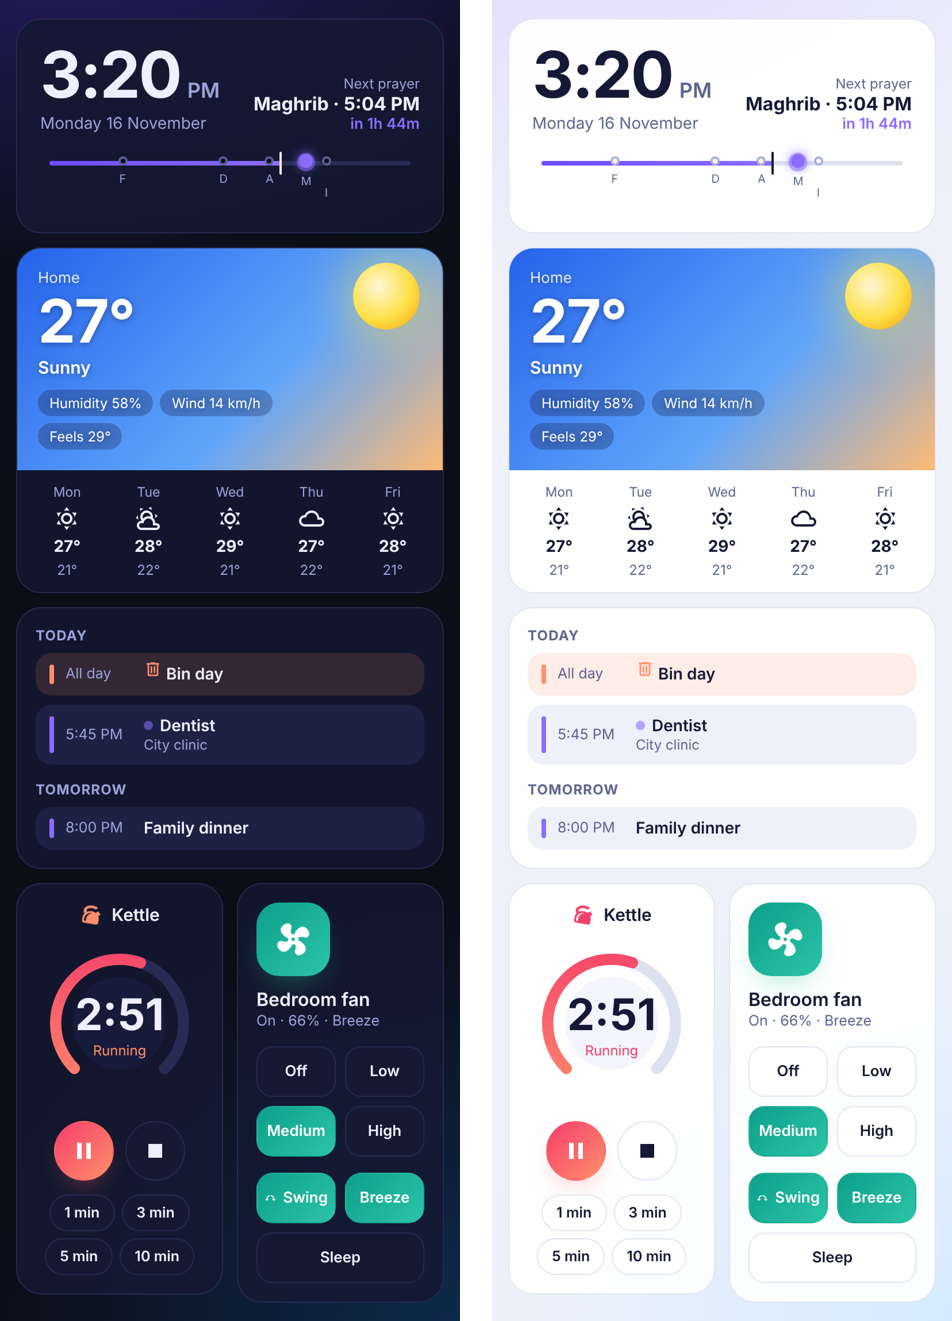 3:20 PM
Monday 16 November
Next prayer
Maghrib · 5:04 PM
in 1h 44m
F D A M I
Home
27°
Sunny
Humidity 58% Wind 14 km/h
Feels 29°
Mon Tue Wed Thu Fri
27° 28° 29° 27° 28°
21° 22° 21° 22° 21°
TODAY
All day Bin day
5:45 PM Dentist
City clinic
TOMORROW
8:00 PM Family dinner
Kettle
2:51
Running
1 min 3 min
5 min 10 min
Bedroom fan
On · 66% · Breeze
Off Low
Medium High
Swing Breeze
Sleep
3:20 PM
Monday 16 November
Next prayer
Maghrib · 5:04 PM
in 1h 44m
F D A M I
Home
27°
Sunny
Humidity 58% Wind 14 km/h
Feels 29°
Mon Tue Wed Thu Fri
27° 28° 29° 27° 28°
21° 22° 21° 22° 21°
TODAY
All day Bin day
5:45 PM Dentist
City clinic
TOMORROW
8:00 PM Family dinner
Kettle
2:51
Running
1 min 3 min
5 min 10 min
Bedroom fan
On · 66% · Breeze
Off Low
Medium High
Swing Breeze
Sleep